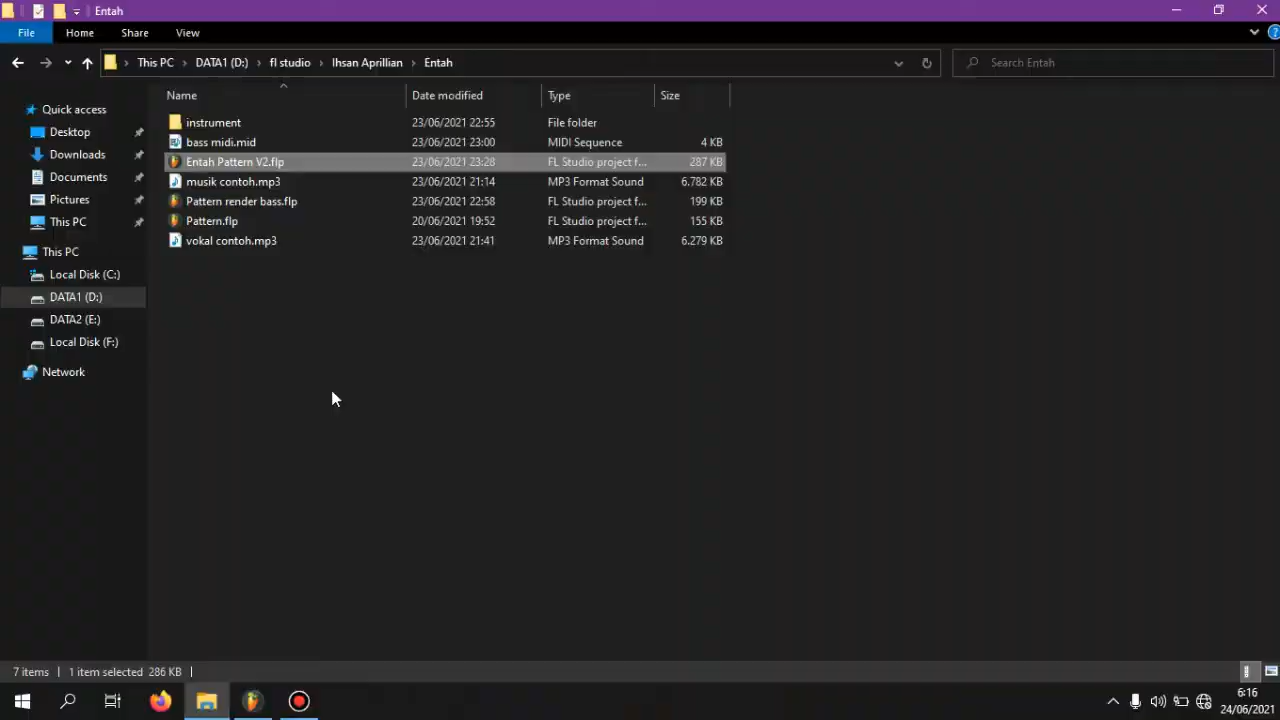 Entah
File Home Share View
This PC DATA1 (D:) fl studio Ihsan Aprillian Entah
Search Entah
Name Date modified Type Size
Quick access
Desktop
Downloads
Documents
Pictures
This PC
This PC
Local Disk (C:)
DATA1 (D:)
DATA2 (E:)
Local Disk (F:)
Network
instrument 23/06/2021 22:55 File folder
bass midi.mid 23/06/2021 23:00 MIDI Sequence 4 KB
Entah Pattern V2.flp 23/06/2021 23:28 FL Studio project f... 287 KB
musik contoh.mp3 23/06/2021 21:14 MP3 Format Sound 6.782 KB
Pattern render bass.flp 23/06/2021 22:58 FL Studio project f... 199 KB
Pattern.flp 20/06/2021 19:52 FL Studio project f... 155 KB
vokal contoh.mp3 23/06/2021 21:41 MP3 Format Sound 6.279 KB
7 items 1 item selected 286 KB
6:16
24/06/2021